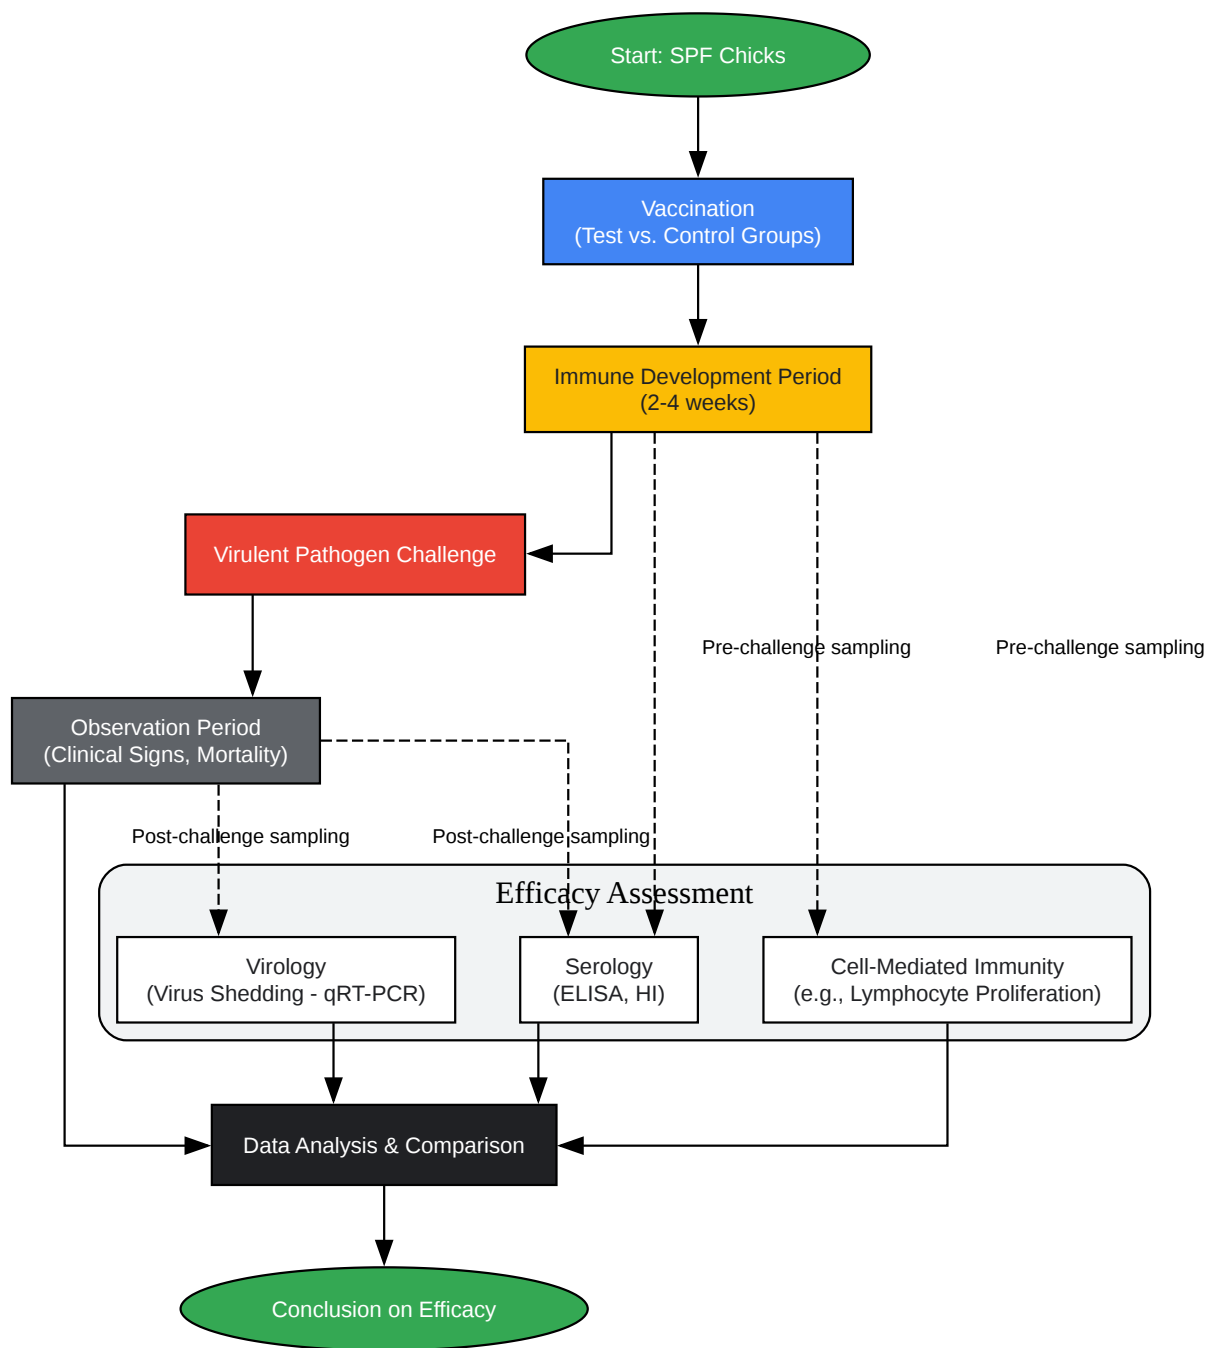 Start: SPF Chicks
Vaccination
(Test vs. Control Groups)
Immune Development Period
(2-4 weeks)
Virulent Pathogen Challenge
Pre-challenge sampling
Pre-challenge sampling
Observation Period
(Clinical Signs, Mortality)
Post-challenge sampling
Post-challenge sampling
Efficacy Assessment
Virology
(Virus Shedding - qRT-PCR)
Serology
(ELISA, HI)
Cell-Mediated Immunity
(e.g., Lymphocyte Proliferation)
Data Analysis & Comparison
Conclusion on Efficacy